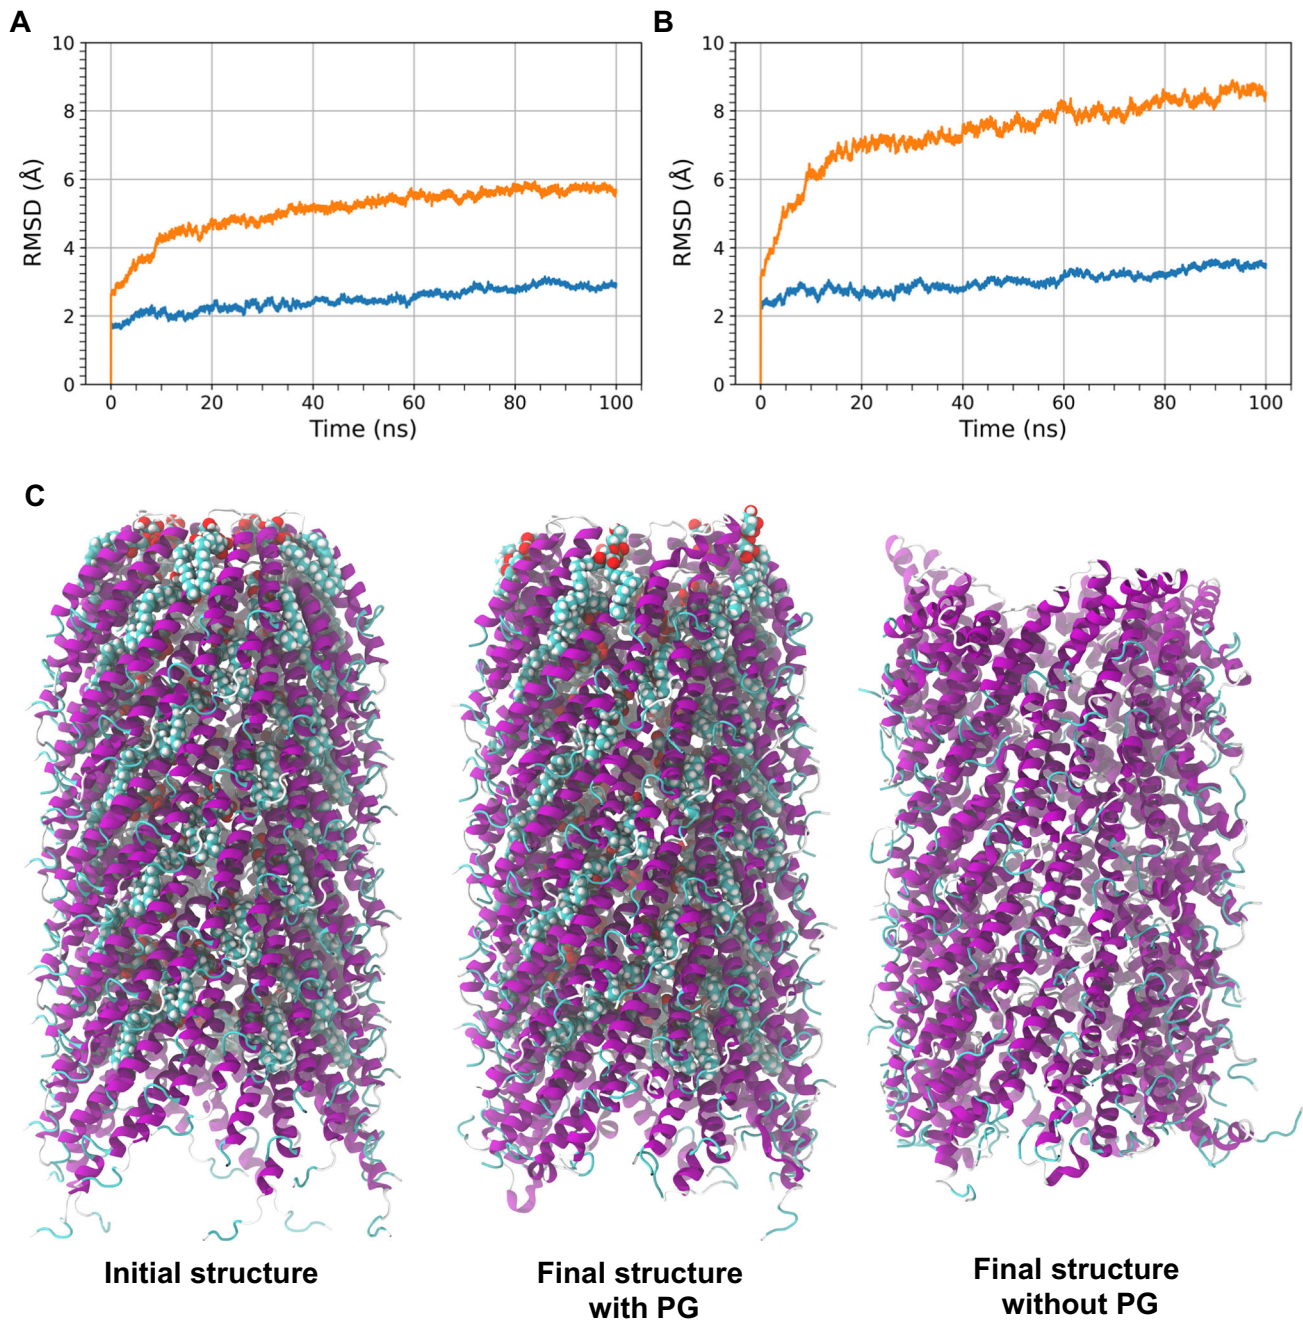 A
B
10
8
6
4
2
0
RMSD (Å)
0 20 40 60 80 100
Time (ns)
10
8
6
4
2
0
RMSD (Å)
0 20 40 60 80 100
Time (ns)
C
Initial structure
Final structure
with PG
Final structure
without PG